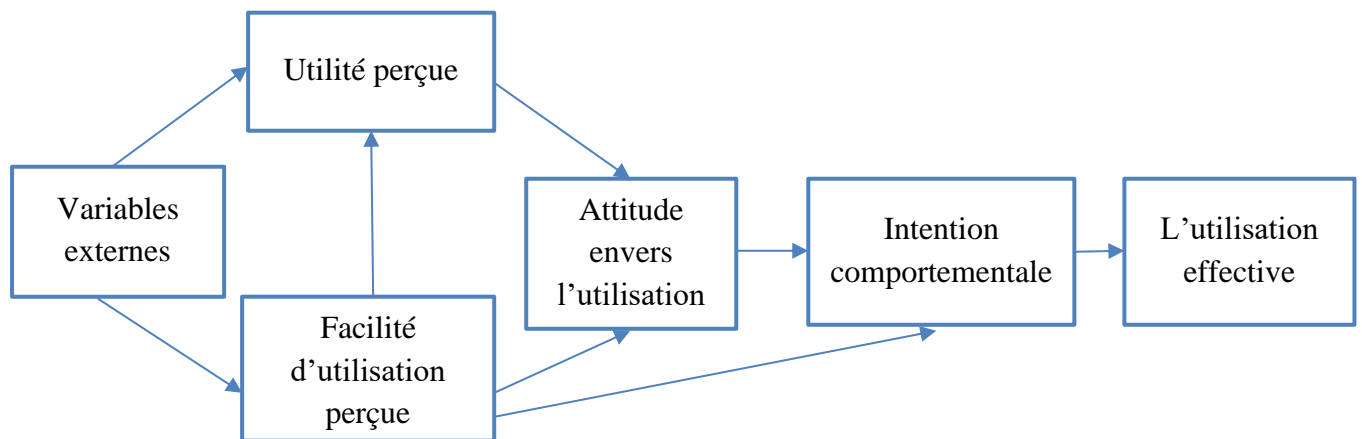 Utilité perçue
Variables
externes
Facilité
d’utilisation
perçue
Attitude
envers
l’utilisation
Intention
comportementale
L’utilisation
effective